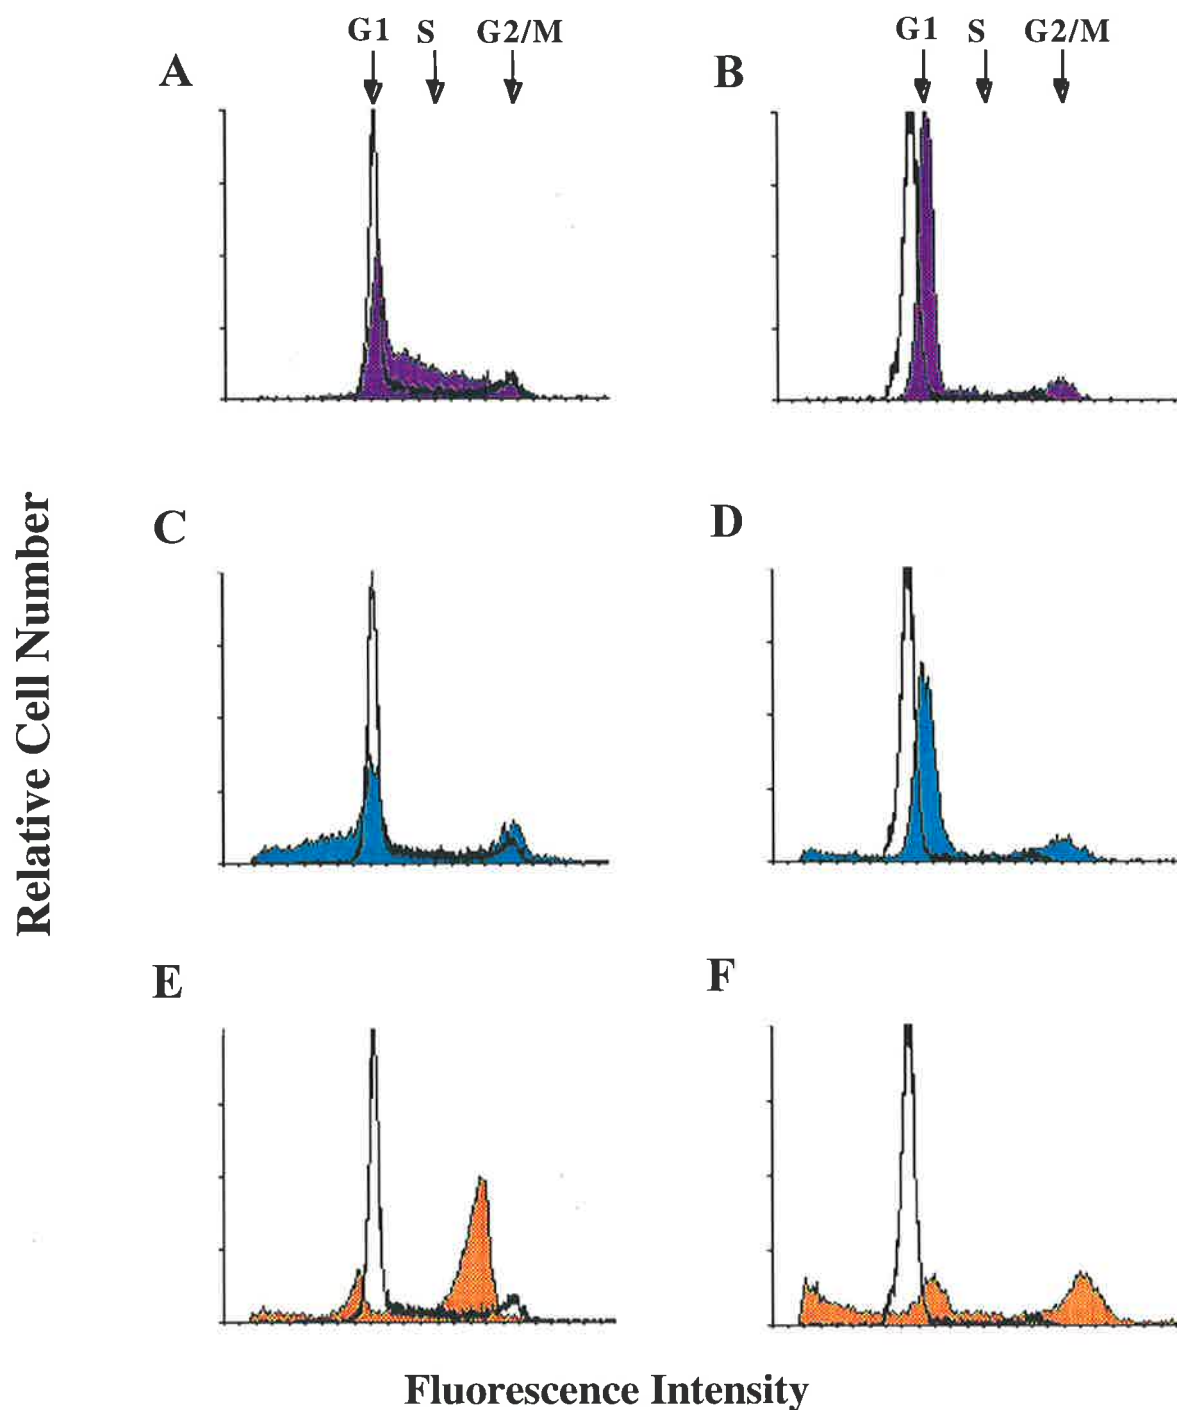 G1 S G2/M
G1 S G2/M
A
B
C
D
E
F
Relative Cell Number
Fluorescence Intensity